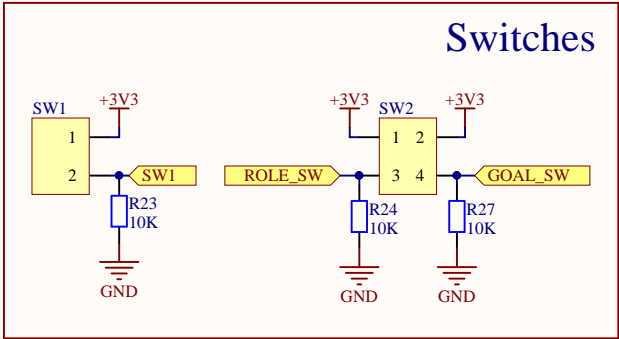 Switches
SW1
+3V3
1
2
SW1
R23
10K
GND
+3V3
SW2
+3V3
1 2
ROLE_SW
3 4
GOAL_SW
R24
10K
R27
10K
GND
GND